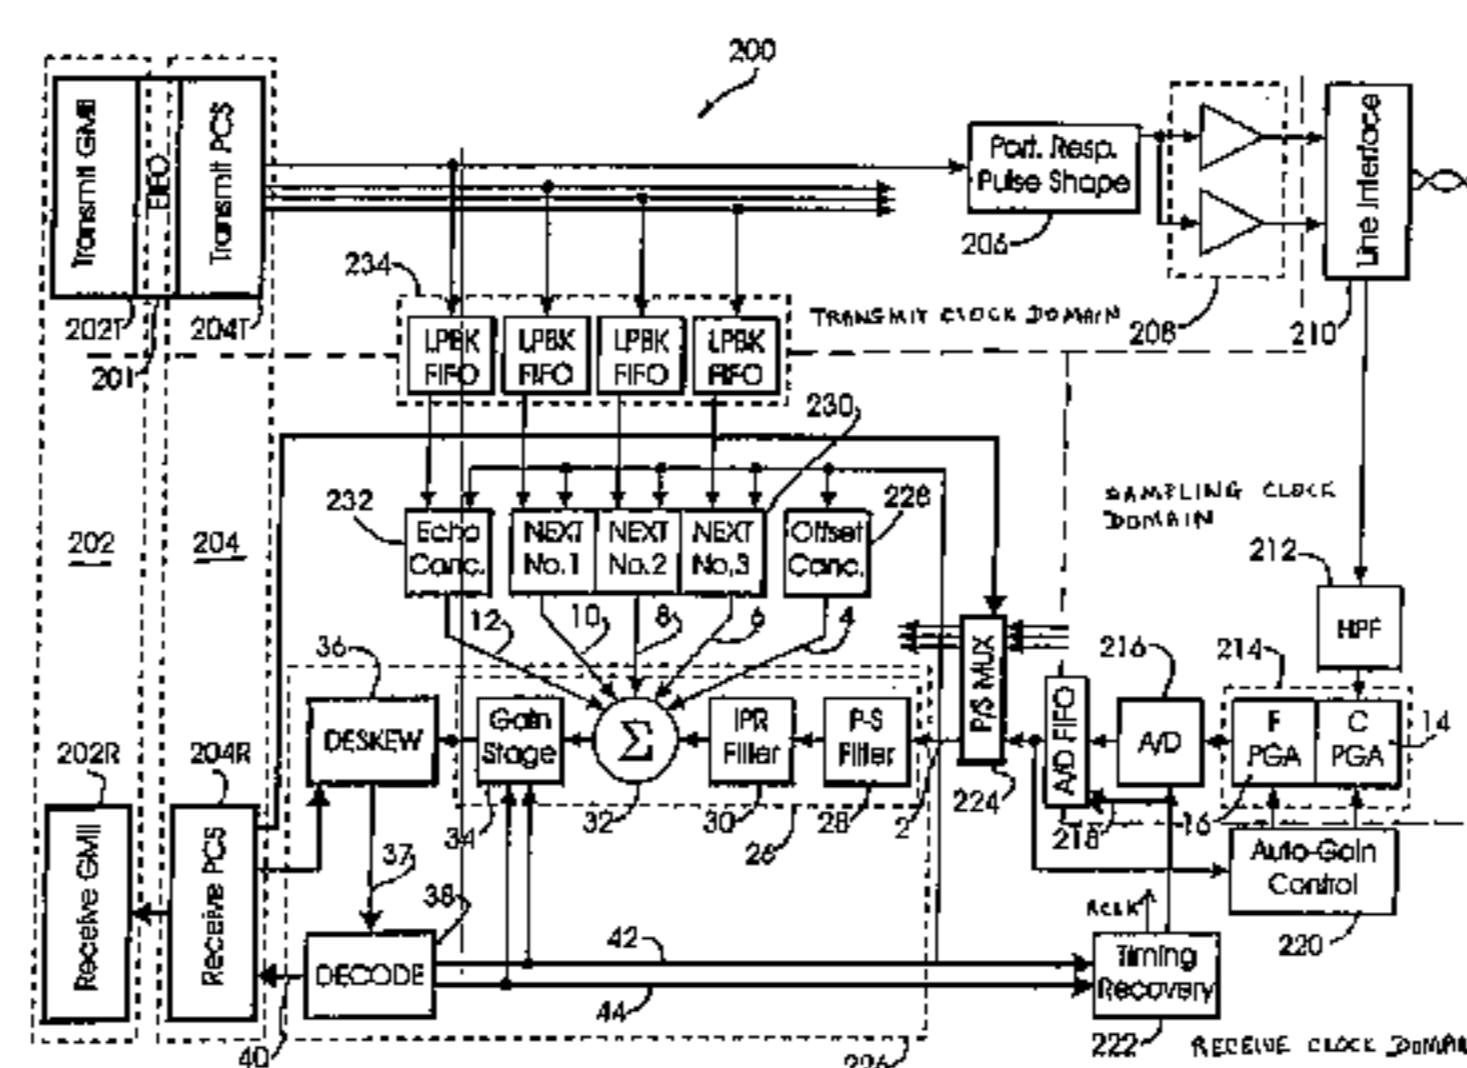 200
Transmit GMII
FIFO
Transmit PCS
Part. Resp.
Pulse Shape
Line Interface
206
234
202T
204T
201
LPBK
FIFO
LPBK
FIFO
LPBK
FIFO
LPBK
FIFO
TRANSMIT CLOCK DOMAIN
208
210
230
232
228
Echo
Canc.
NEXT
No.1
NEXT
No.2
NEXT
No.3
Offset
Canc.
SAMPLING CLOCK
DOMAIN
202
204
212
HPF
12
10
8
6
4
36
216
214
DESKEW
Gain
Stage
Σ
IPR
Filter
P-S
Filter
P/S MUX
A/D FIFO
A/D
F
PGA
C
PGA
14
202R
204R
34
32
30
26
28
2
224
218
16
Auto-Gain
Control
Receive GMII
Receive PCS
37
38
RCLK
220
DECODE
42
44
Timing
Recovery
40
226
222
RECEIVE CLOCK DOMAI